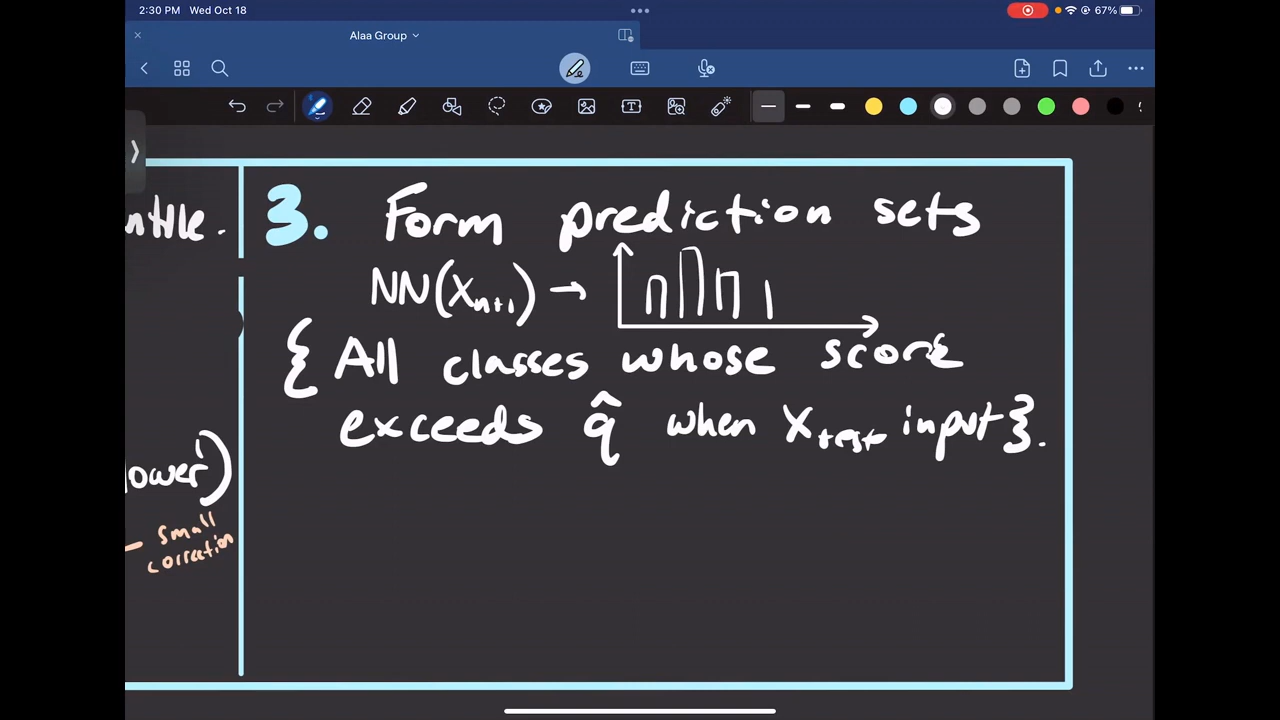 2:30 PM Wed Oct 18
67%
Alaa Group
3. Form prediction sets
NN(Xn+1) →
{ All classes whose score
exceeds q̂ when Xtest input}.
ntile.
lower)
— small
correction